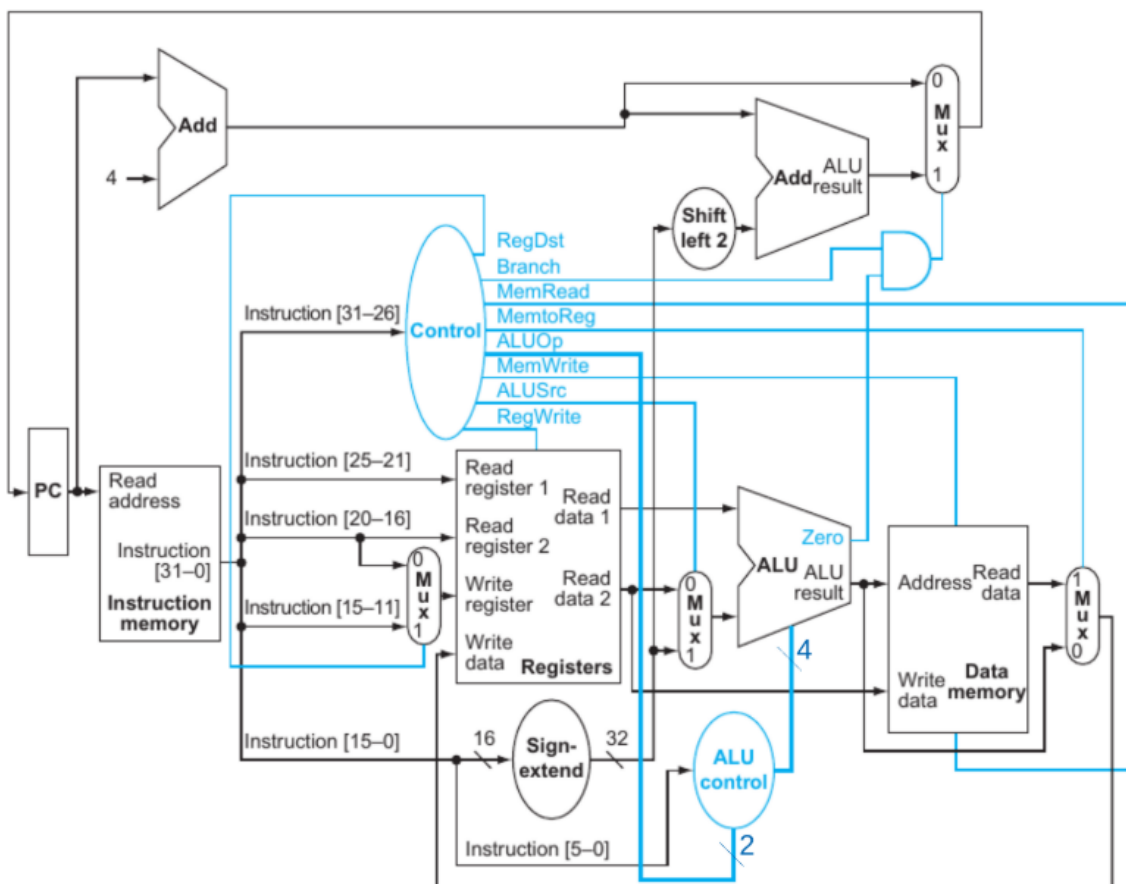 0
M
u
x
1
Add
4
Add
ALU
result
Shift
left 2
RegDst
Branch
MemRead
MemtoReg
ALUOp
MemWrite
ALUSrc
RegWrite
Control
Instruction [31–26]
PC
Read
address
Instruction
[31–0]
Instruction
memory
Instruction [25–21]
Instruction [20–16]
Instruction [15–11]
0
M
u
x
1
Read
register 1
Read
register 2
Write
register
Write
data
Read
data 1
Read
data 2
Registers
0
M
u
x
1
Zero
ALU
ALU
result
4
Address
Read
data
Write
data
Data
memory
1
M
u
x
0
Instruction [15–0]
16
Sign-
extend
32
ALU
control
Instruction [5–0]
2